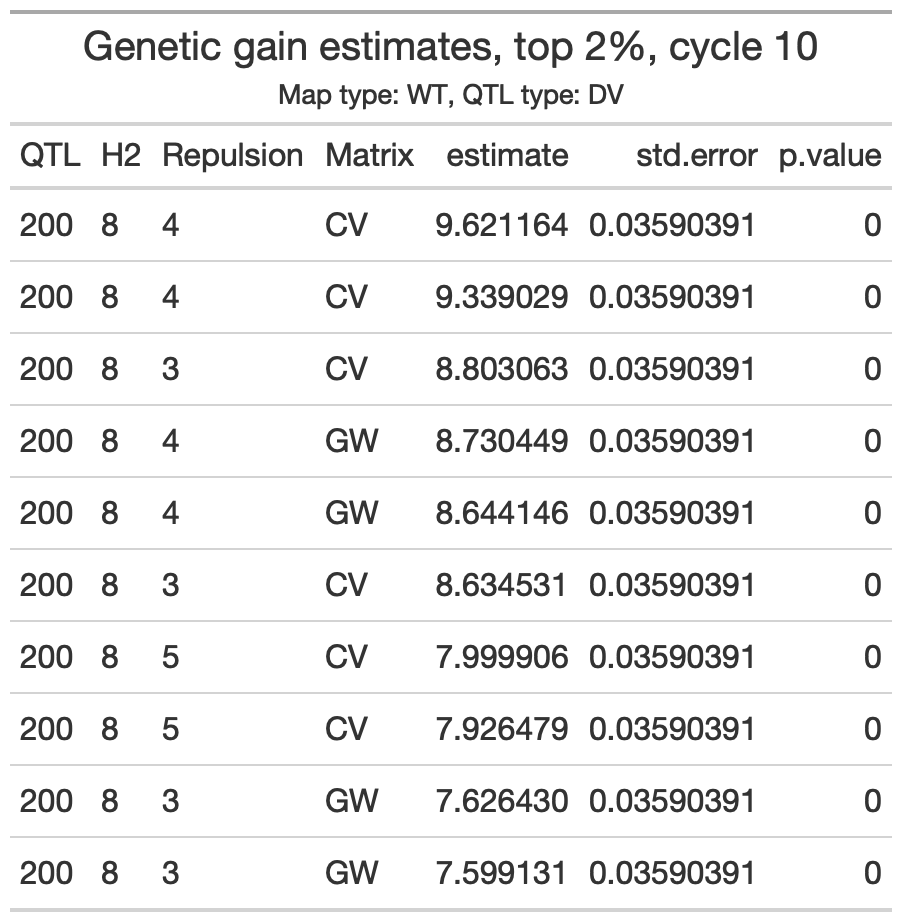 Genetic gain estimates, top 2%, cycle 10
Map type: WT, QTL type: DV
QTL H2 Repulsion Matrix estimate std.error p.value
200 8 4 CV 9.621164 0.03590391 0
200 8 4 CV 9.339029 0.03590391 0
200 8 3 CV 8.803063 0.03590391 0
200 8 4 GW 8.730449 0.03590391 0
200 8 4 GW 8.644146 0.03590391 0
200 8 3 CV 8.634531 0.03590391 0
200 8 5 CV 7.999906 0.03590391 0
200 8 5 CV 7.926479 0.03590391 0
200 8 3 GW 7.626430 0.03590391 0
200 8 3 GW 7.599131 0.03590391 0